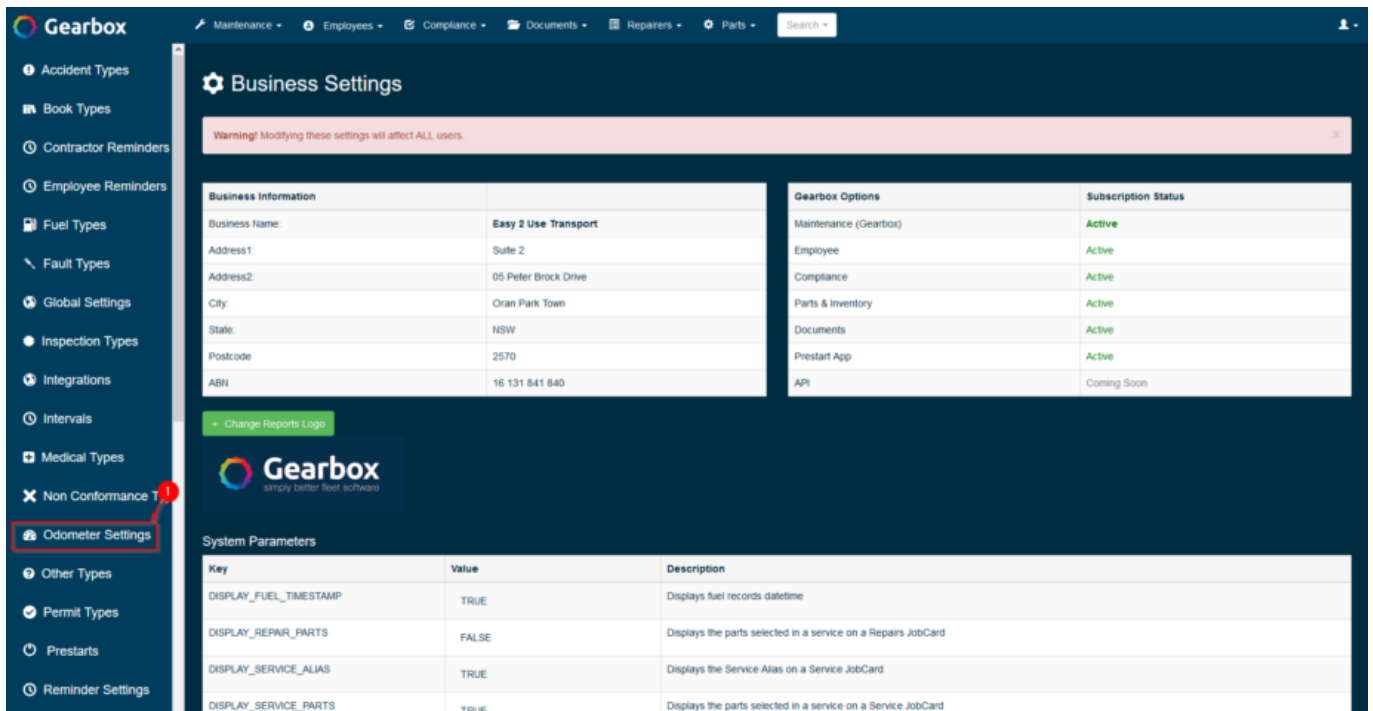 Gearbox
Maintenance
Employees
Compliance
Documents
Repairers
Parts
Search
Accident Types
Book Types
Contractor Reminders
Employee Reminders
Fuel Types
Fault Types
Global Settings
Inspection Types
Integrations
Intervals
Medical Types
Non Conformance T
1
Odometer Settings
Other Types
Permit Types
Prestarts
Reminder Settings
Business Settings
Warning! Modifying these settings will affect ALL users.
×
Business Information
Business Name: Easy 2 Use Transport
Address1: Suite 2
Address2: 05 Peter Brock Drive
City: Oran Park Town
State: NSW
Postcode 2570
ABN 16 131 841 840
Gearbox Options Subscription Status
Maintenance (Gearbox) Active
Employee Active
Compliance Active
Parts & Inventory Active
Documents Active
Prestart App Active
API Coming Soon
+ Change Reports Logo
Gearbox
simply better fleet software
System Parameters
Key Value Description
DISPLAY_FUEL_TIMESTAMP TRUE Displays fuel records datetime
DISPLAY_REPAIR_PARTS FALSE Displays the parts selected in a service on a Repairs JobCard
DISPLAY_SERVICE_ALIAS TRUE Displays the Service Alias on a Service JobCard
DISPLAY_SERVICE_PARTS TRUE Displays the parts selected in a service on a Service JobCard